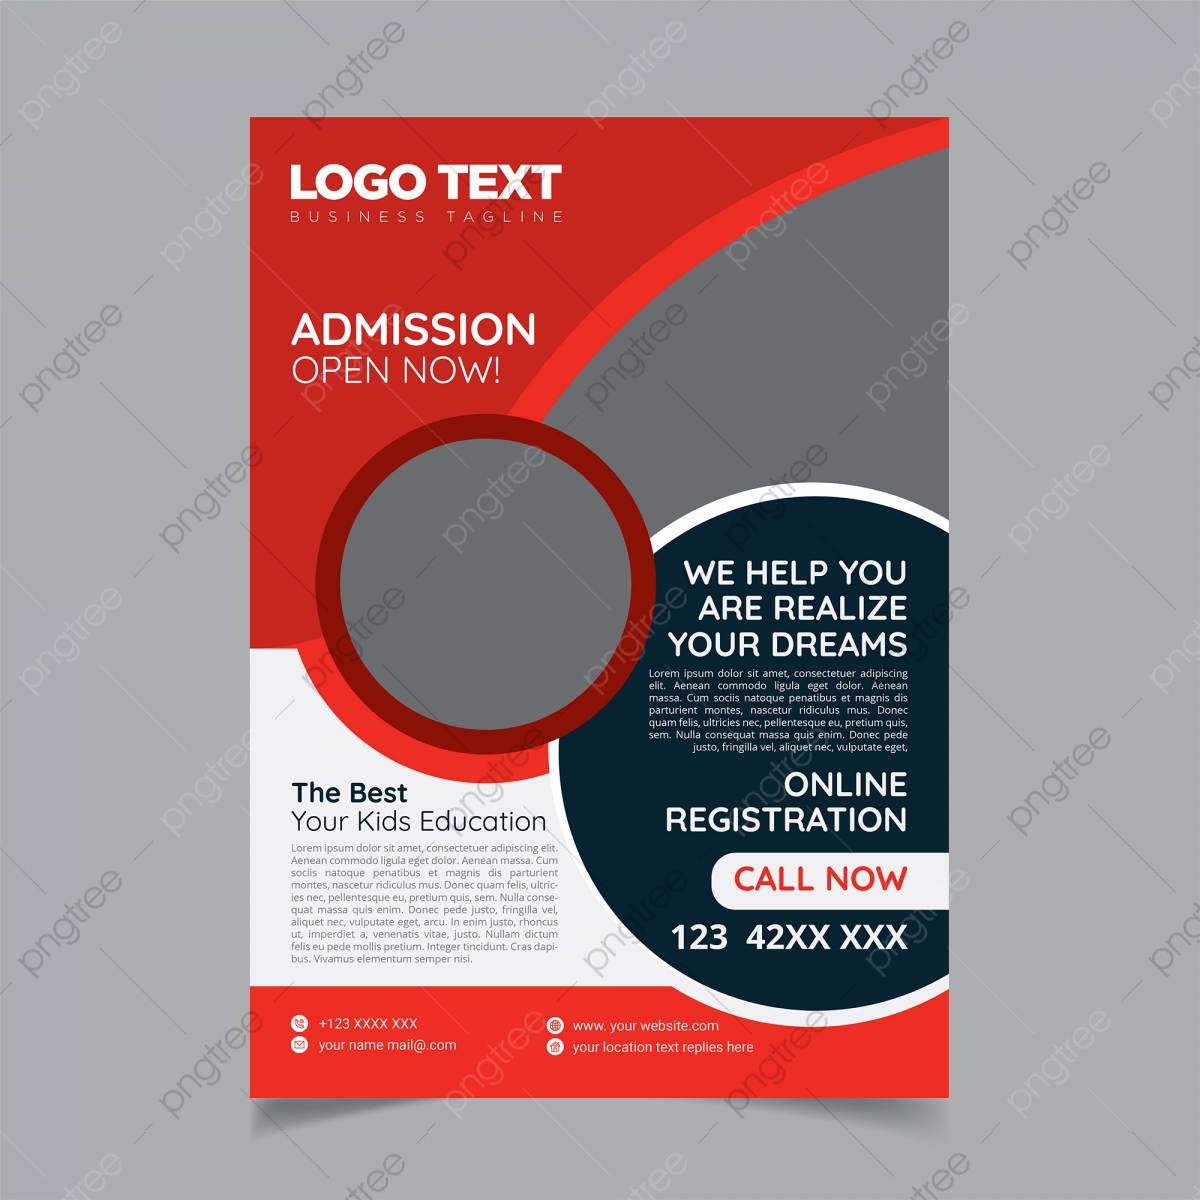 LOGO TEXT
BUSINESS TAGLINE
ADMISSION
OPEN NOW!
WE HELP YOU
ARE REALIZE
YOUR DREAMS
Lorem ipsum dolor sit amet, consectetuer adipiscing
elit. Aenean commodo ligula eget dolor. Aenean
massa. Cum sociis natoque penatibus et magnis dis
parturient montes, nascetur ridiculus mus. Donec
quam felis, ultricies nec, pellentesque eu, pretium quis,
sem. Nulla consequat massa quis enim. Donec pede
justo, fringilla vel, aliquet nec, vulputate eget,
ONLINE
REGISTRATION
CALL NOW
123 42XX XXX
The Best
Your Kids Education
Lorem ipsum dolor sit amet, consectetuer adipiscing elit.
Aenean commodo ligula eget dolor. Aenean massa. Cum
sociis natoque penatibus et magnis dis parturient
montes, nascetur ridiculus mus. Donec quam felis, ultric-
ies nec, pellentesque eu, pretium quis, sem. Nulla conse-
quat massa quis enim. Donec pede justo, fringilla vel,
aliquet nec, vulputate eget, arcu. In enim justo, rhoncus
ut, imperdiet a, venenatis vitae, justo. Nullam dictum
felis eu pede mollis pretium. Integer tincidunt. Cras dapi-
bus. Vivamus elementum semper nisi.
+123 XXXX XXX
your name mail@.com
www. your website.com
your location text replies here
pngtree